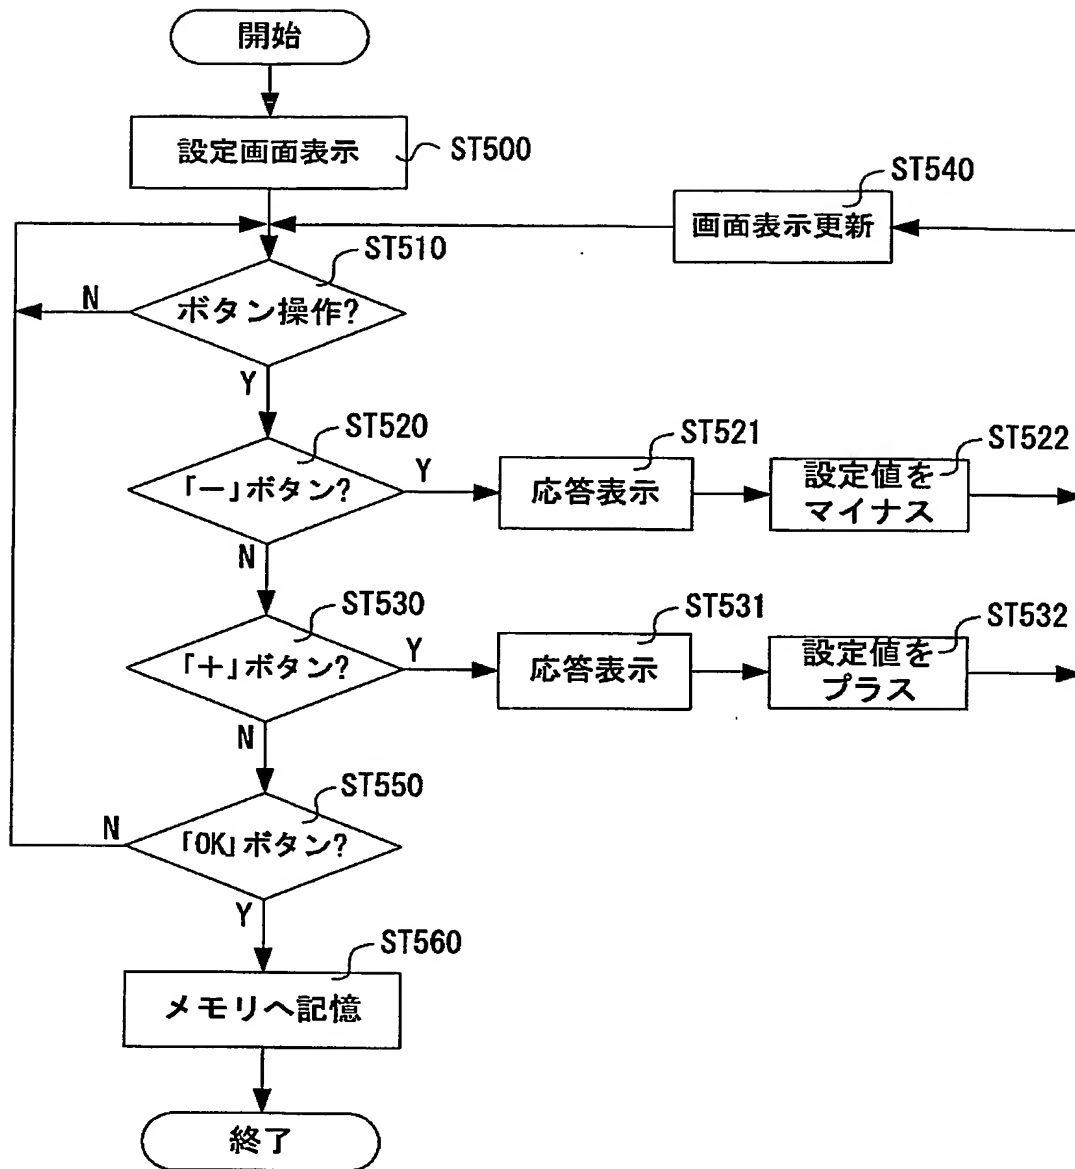 開始
設定画面表示
ST500
ST540
画面表示更新
ST510
N
ボタン操作?
Y
ST520
「－」ボタン?
Y
ST521
応答表示
ST522
設定値を
マイナス
N
ST530
「＋」ボタン?
Y
ST531
応答表示
ST532
設定値を
プラス
N
ST550
N
「OK」ボタン?
Y
ST560
メモリへ記憶
終了